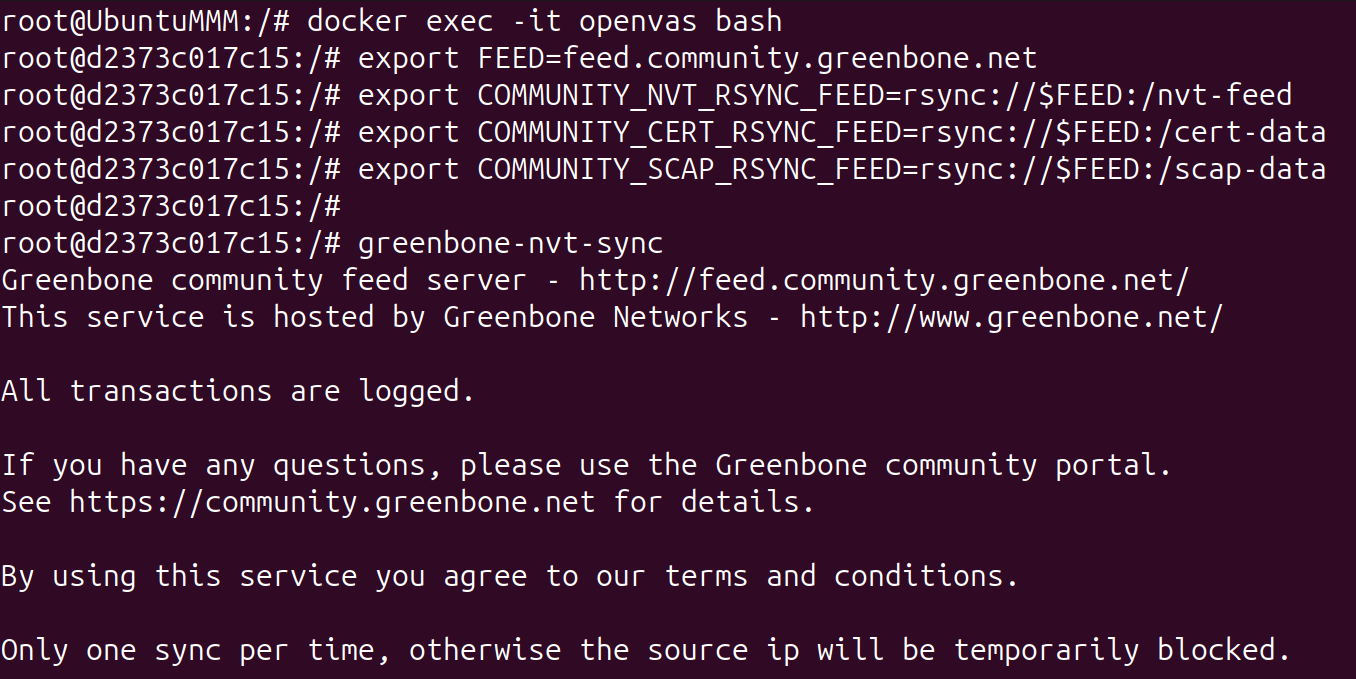 root@UbuntuMMM:/# docker exec -it openvas bash
root@d2373c017c15:/# export FEED=feed.community.greenbone.net
root@d2373c017c15:/# export COMMUNITY_NVT_RSYNC_FEED=rsync://$FEED:/nvt-feed
root@d2373c017c15:/# export COMMUNITY_CERT_RSYNC_FEED=rsync://$FEED:/cert-data
root@d2373c017c15:/# export COMMUNITY_SCAP_RSYNC_FEED=rsync://$FEED:/scap-data
root@d2373c017c15:/#
root@d2373c017c15:/# greenbone-nvt-sync
Greenbone community feed server - http://feed.community.greenbone.net/
This service is hosted by Greenbone Networks - http://www.greenbone.net/
All transactions are logged.
If you have any questions, please use the Greenbone community portal.
See https://community.greenbone.net for details.
By using this service you agree to our terms and conditions.
Only one sync per time, otherwise the source ip will be temporarily blocked.